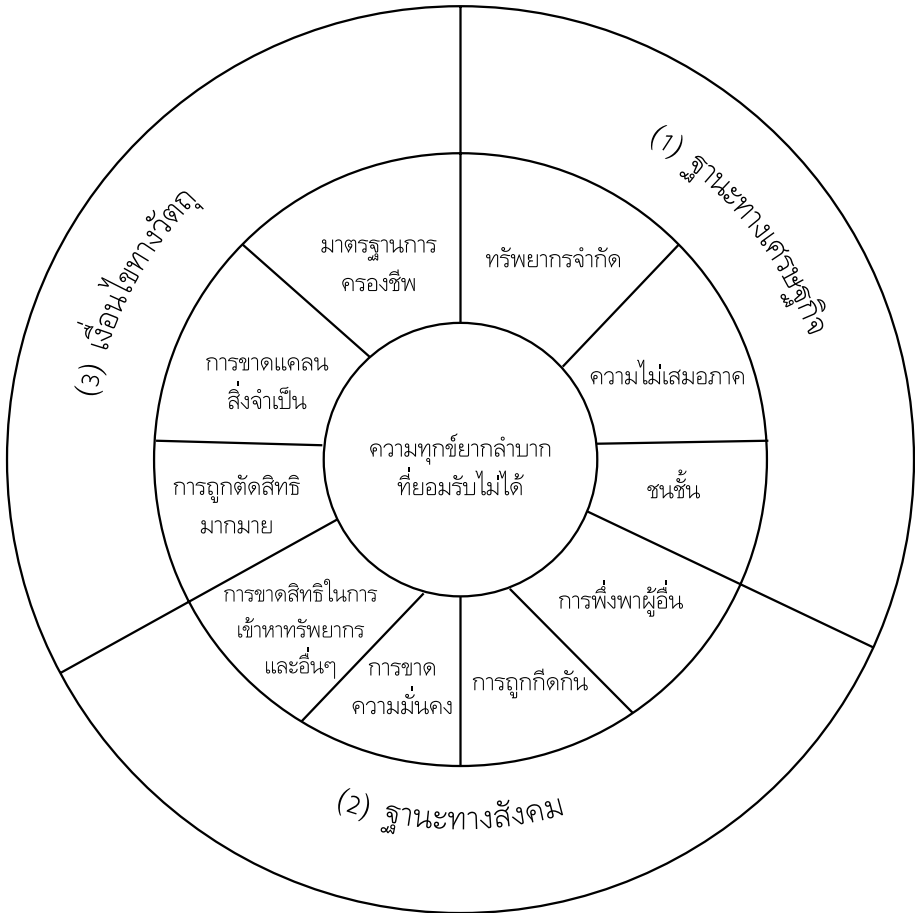 (1) ฐานะทางเศรษฐกิจ
ทรัพยากรจำกัด
ความไม่เสมอภาค
ชนชั้น
(2) ฐานะทางสังคม
การพึ่งพาผู้อื่น
การถูกกีดกัน
การขาด
ความมั่นคง
การขาดสิทธิในการ
เข้าหาทรัพยากร
และอื่นๆ
(3) เงื่อนไขทางวัตถุ
การถูกตัดสิทธิ
มากมาย
การขาดแคลน
สิ่งจำเป็น
มาตรฐานการ
ครองชีพ
ความทุกข์ยากลำบาก
ที่ยอมรับไม่ได้